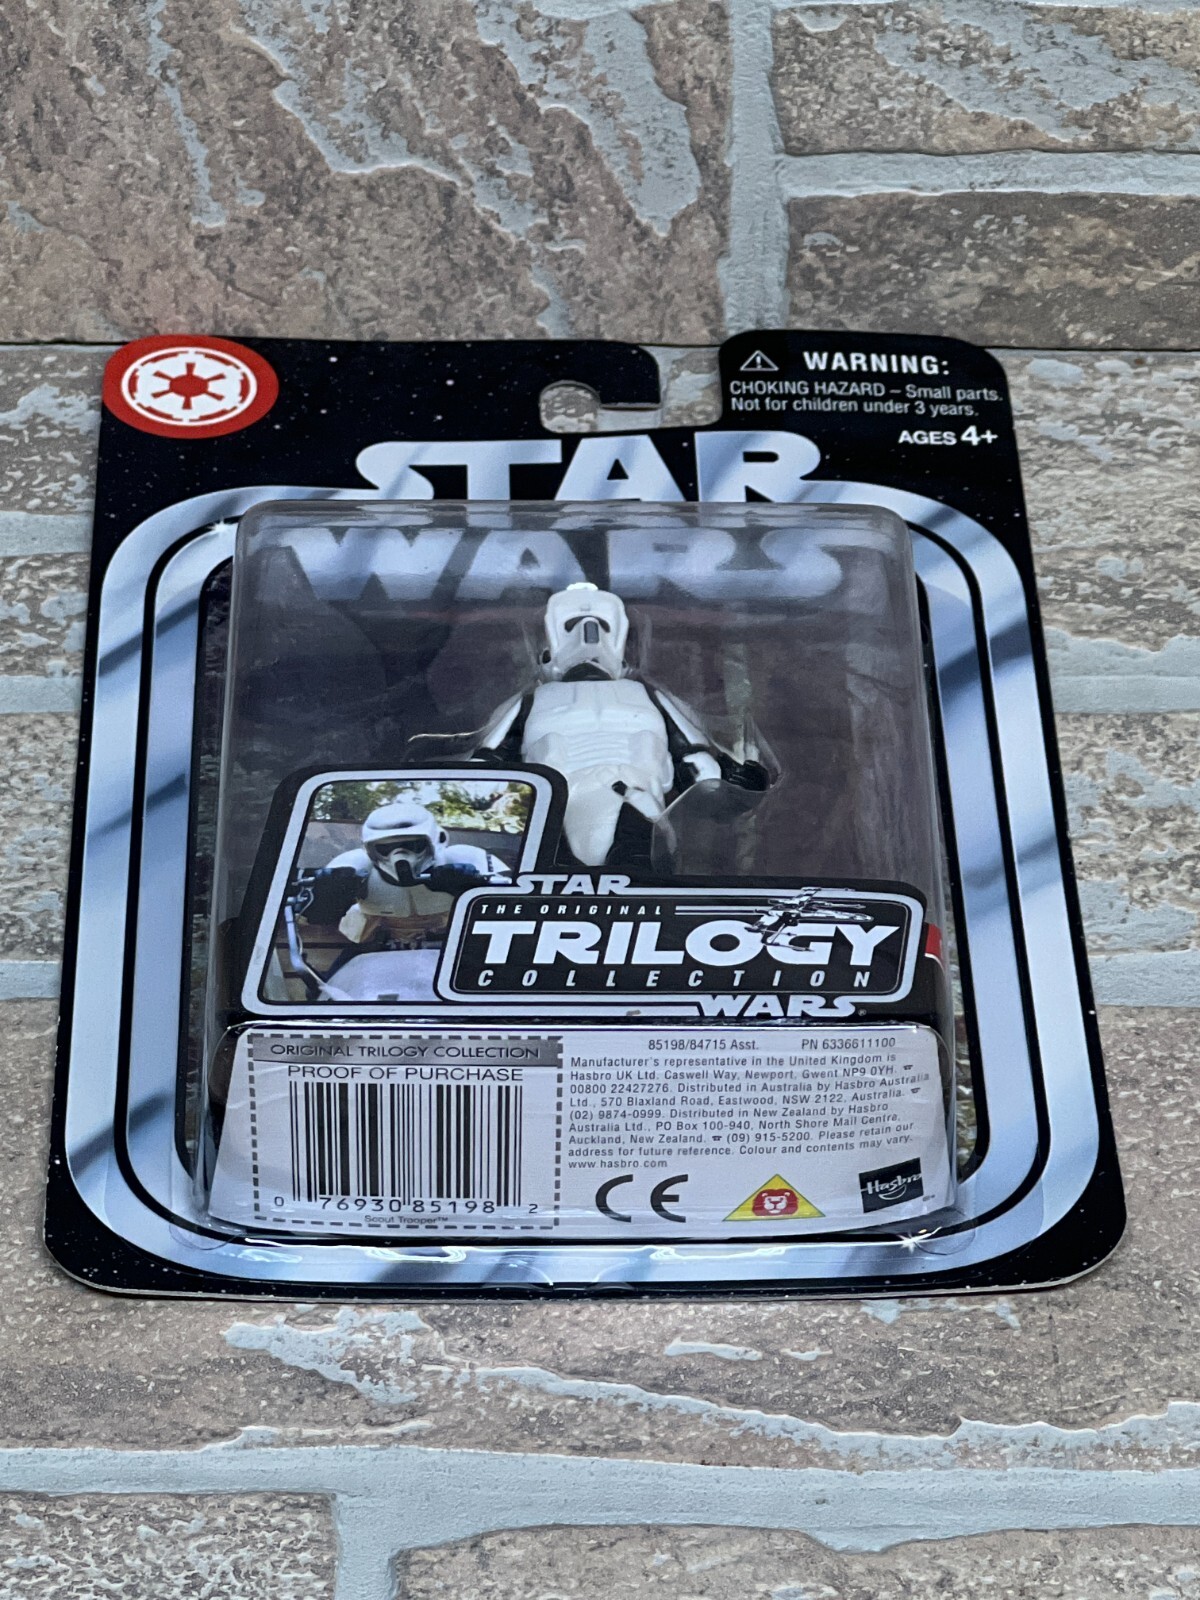 WARNING:
CHOKING HAZARD – Small parts.
Not for children under 3 years.
AGES 4+
STAR
WARS
STAR
THE ORIGINAL
TRILOGY
COLLECTION
WARS®
ORIGINAL TRILOGY COLLECTION
PROOF OF PURCHASE
0 76930 85198 2
Scout Trooper™
85198/84715 Asst. PN 6336611100
Manufacturer's representative in the United Kingdom is
Hasbro UK Ltd. Caswell Way, Newport, Gwent NP9 0YH. ☎
00800 22427276. Distributed in Australia by Hasbro Australia
Ltd., 570 Blaxland Road, Eastwood, NSW 2122, Australia. ☎
(02) 9874-0999. Distributed in New Zealand by Hasbro
Australia Ltd., PO Box 100-940, North Shore Mail Centre,
Auckland, New Zealand. ☎ (09) 915-5200. Please retain our
address for future reference. Colour and contents may vary.
www.hasbro.com
CE
Hasbro